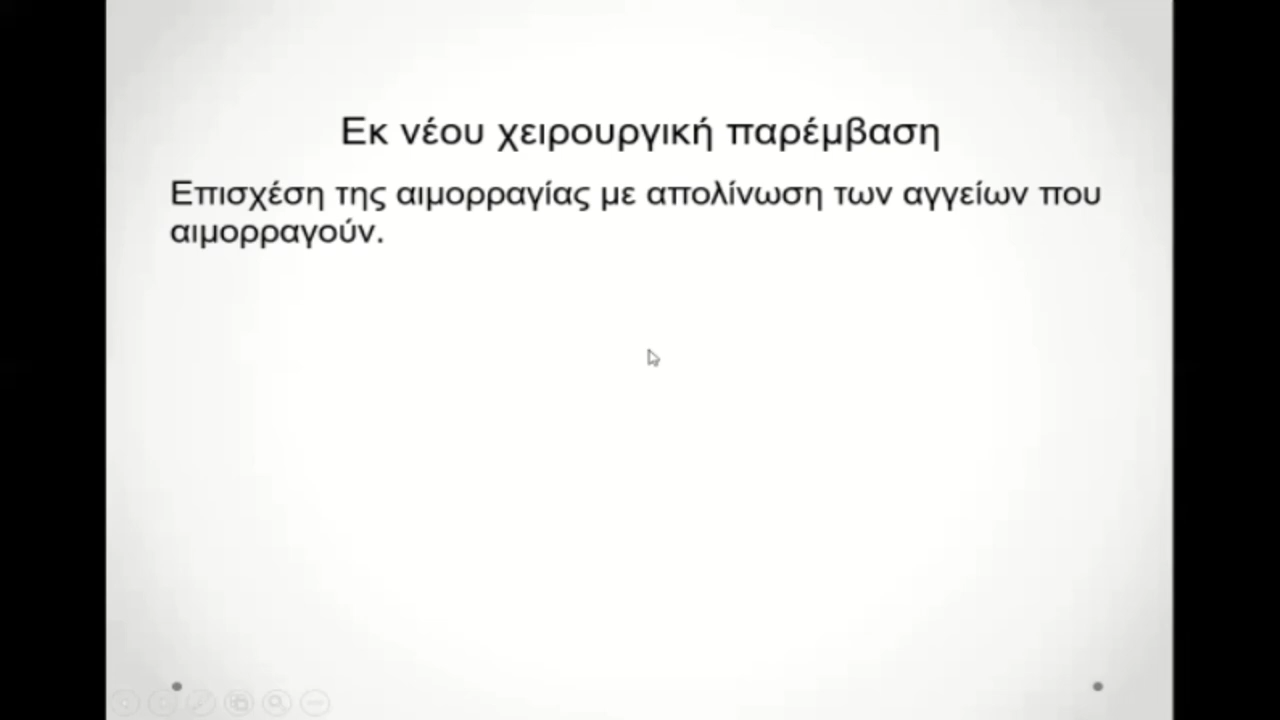 Εκ νέου χειρουργική παρέμβαση
Επισχέση της αιμορραγίας με απολίνωση των αγγείων που
αιμορραγούν.